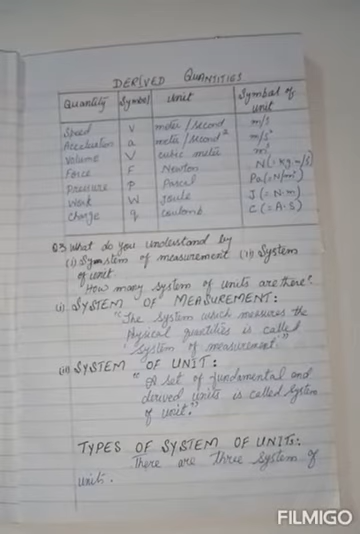 DERIVED QUANTITIES
Quantity Symbol Unit Symbol of unit
Speed V meter/second m/s
Acceleration a meter/second² m/s²
Volume V cubic meter m³
Force F Newton N(=kg-m/s)
Pressure P Pascal Pa(=N/m²)
Work W Joule J(=N·m)
Charge q coulomb C(=A·S)
Q3. What do you understand by
(i) System of measurement (ii) System
of unit
How many system of units are there?
(i) SYSTEM OF MEASUREMENT:
"The system which measures the
physical quantities is called
system of measurement"
(ii) SYSTEM OF UNIT:
"A set of fundamental and
derived units is called system
of unit."
TYPES OF SYSTEM OF UNITS:
There are three system of
units.
FILMIGO